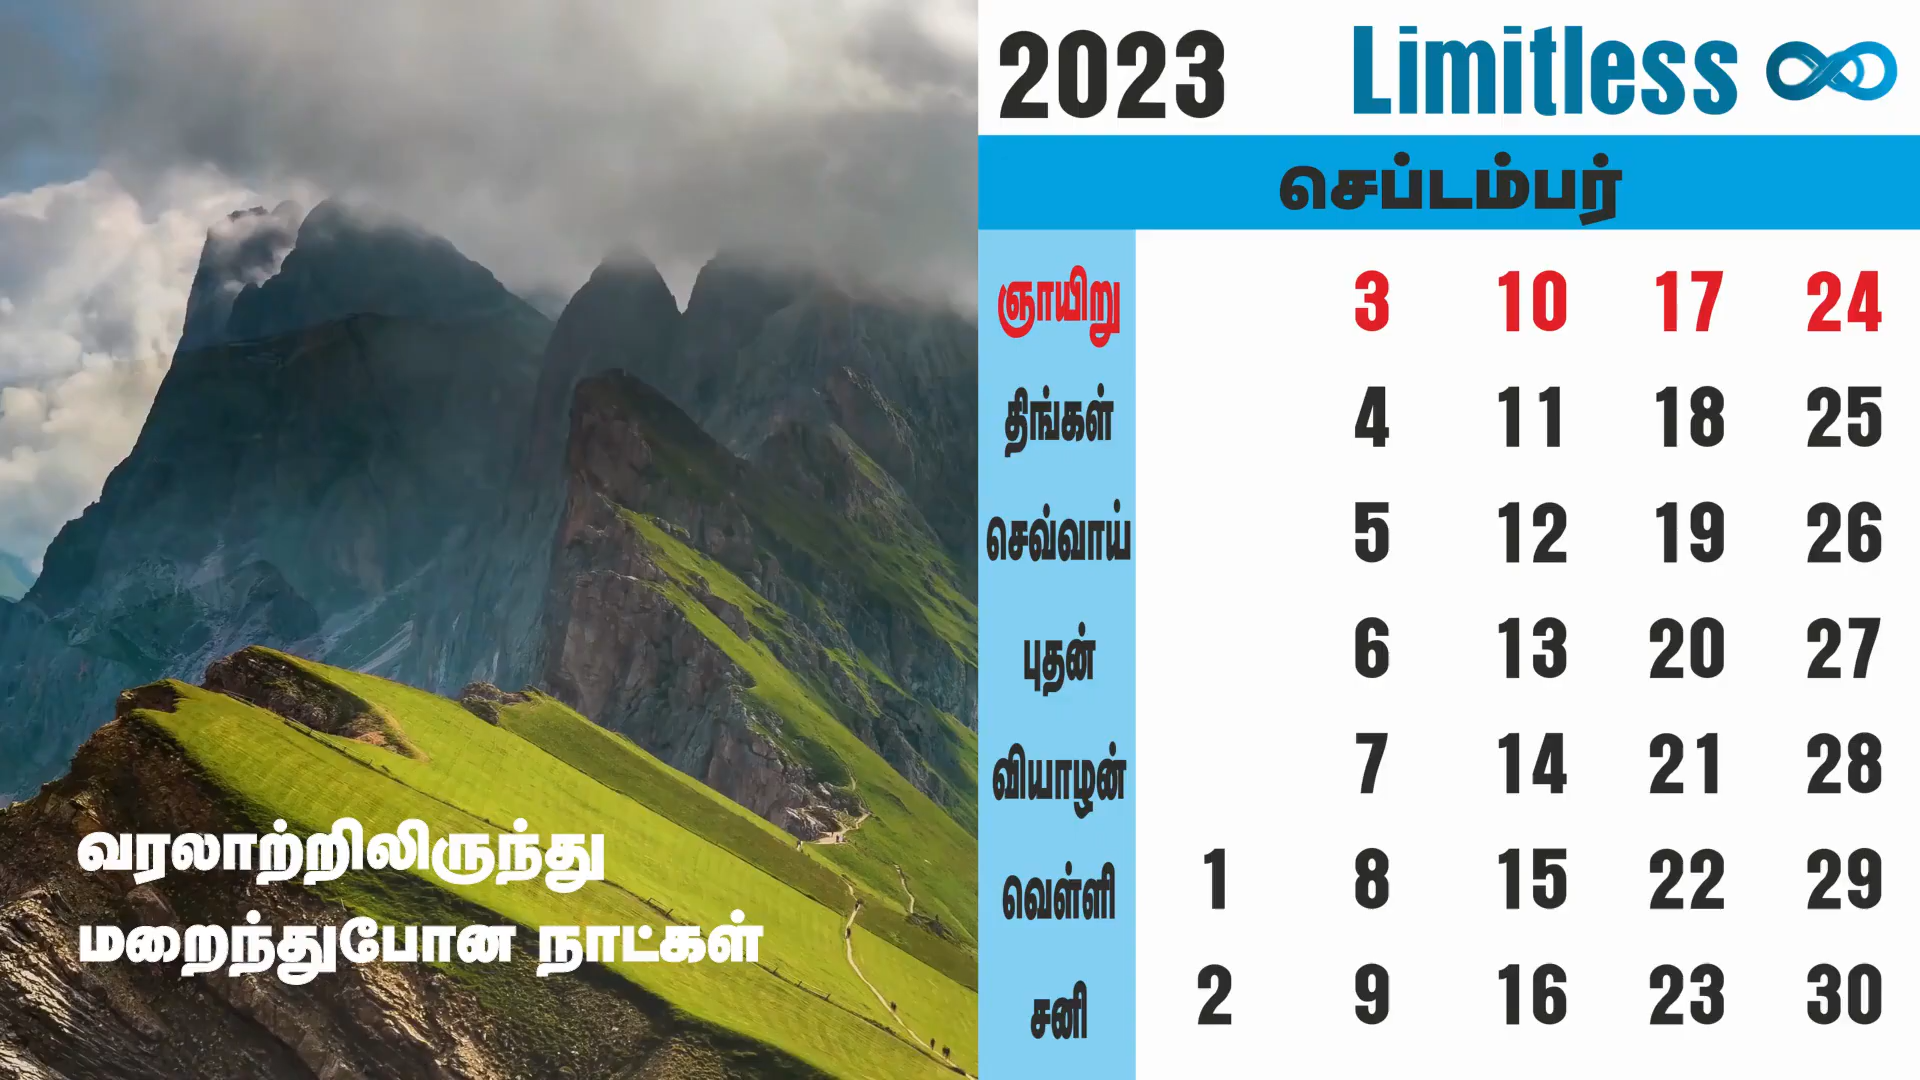 2023 Limitless
செப்டம்பர்
ஞாயிறு 3 10 17 24
திங்கள் 4 11 18 25
செவ்வாய் 5 12 19 26
புதன் 6 13 20 27
வியாழன் 7 14 21 28
வெள்ளி 1 8 15 22 29
சனி 2 9 16 23 30
வரலாற்றிலிருந்து
மறைந்துபோன நாட்கள்